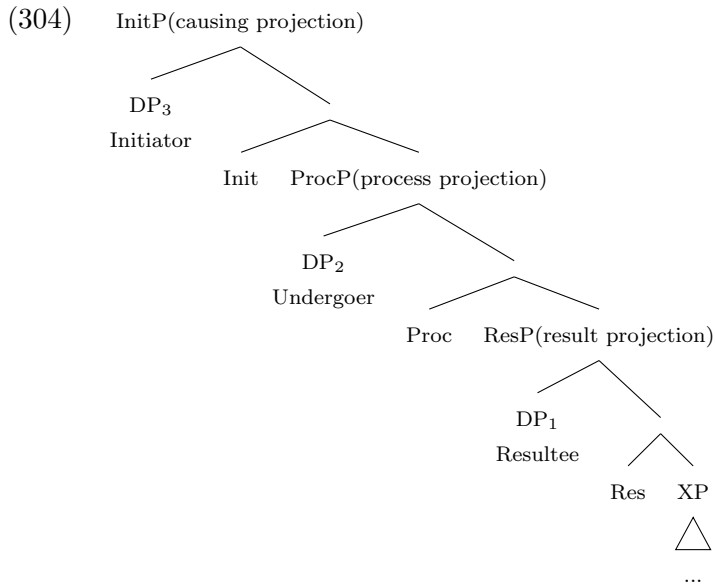 (304) InitP(causing projection)
DP₃
Initiator
Init ProcP(process projection)
DP₂
Undergoer
Proc ResP(result projection)
DP₁
Resultee
Res XP
...